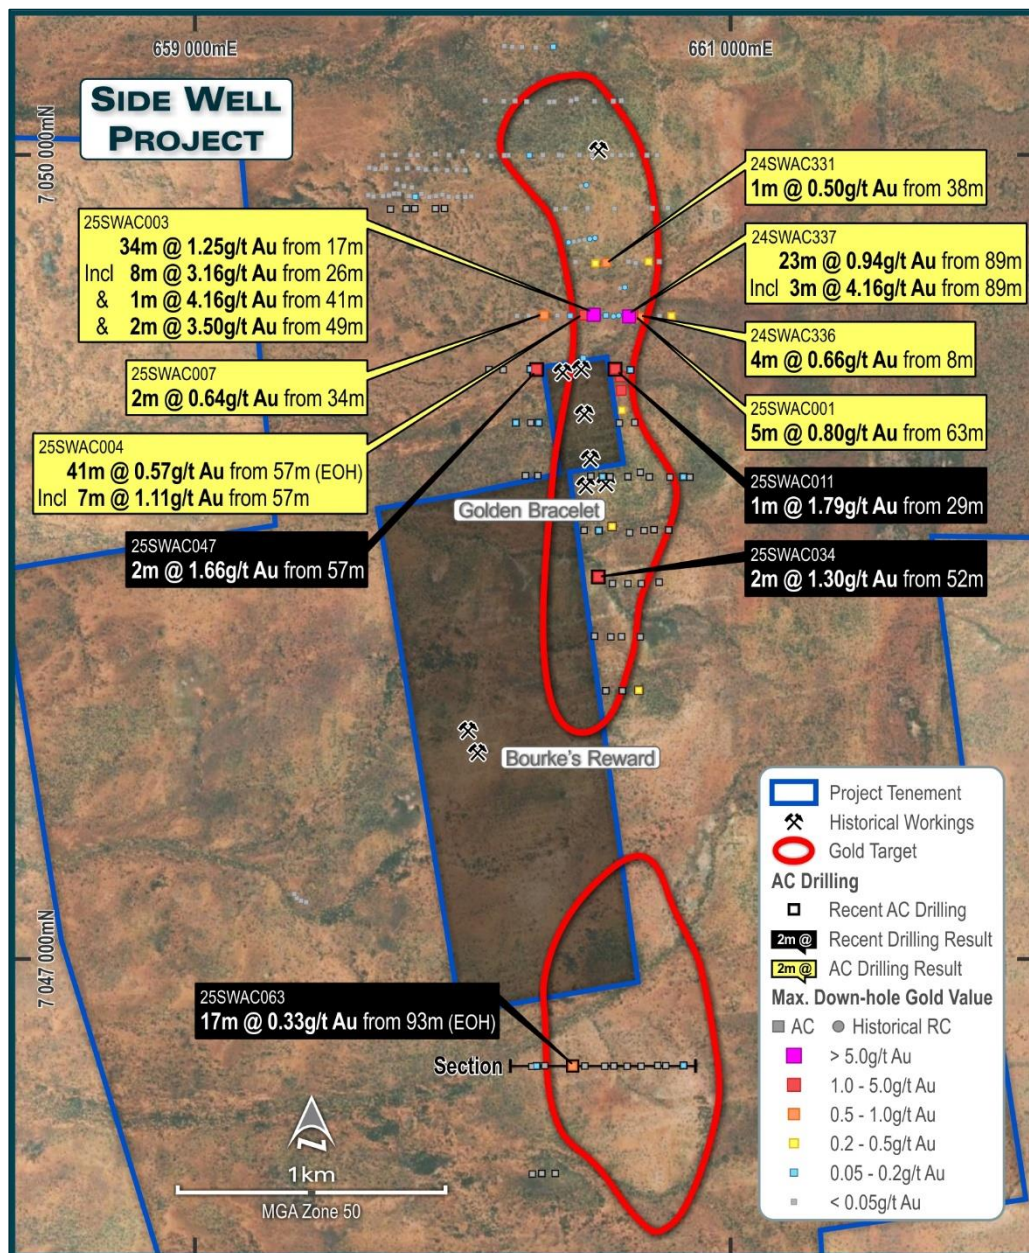 659 000mE
661 000mE
SIDE WELL
PROJECT
7 050 000mN
24SWAC331
1m @ 0.50g/t Au from 38m
25SWAC003
34m @ 1.25g/t Au from 17m
Incl 8m @ 3.16g/t Au from 26m
& 1m @ 4.16g/t Au from 41m
& 2m @ 3.50g/t Au from 49m
24SWAC337
23m @ 0.94g/t Au from 89m
Incl 3m @ 4.16g/t Au from 89m
24SWAC336
4m @ 0.66g/t Au from 8m
25SWAC007
2m @ 0.64g/t Au from 34m
25SWAC001
5m @ 0.80g/t Au from 63m
25SWAC004
41m @ 0.57g/t Au from 57m (EOH)
Incl 7m @ 1.11g/t Au from 57m
25SWAC011
1m @ 1.79g/t Au from 29m
Golden Bracelet
25SWAC047
2m @ 1.66g/t Au from 57m
25SWAC034
2m @ 1.30g/t Au from 52m
Bourke's Reward
7 047 000mN
25SWAC063
17m @ 0.33g/t Au from 93m (EOH)
Section
N
1km
MGA Zone 50
Project Tenement
Historical Workings
Gold Target
AC Drilling
Recent AC Drilling
2m @ Recent Drilling Result
2m @ AC Drilling Result
Max. Down-hole Gold Value
AC Historical RC
> 5.0g/t Au
1.0 - 5.0g/t Au
0.5 - 1.0g/t Au
0.2 - 0.5g/t Au
0.05 - 0.2g/t Au
< 0.05g/t Au